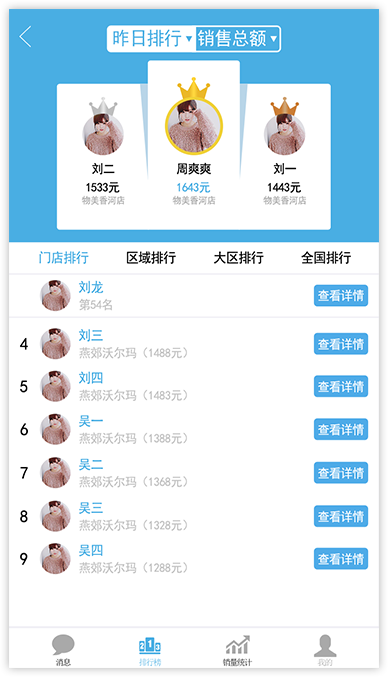 昨日排行▼ 销售总额▼
刘二 周爽爽 刘一
1533元 1643元 1443元
物美香河店 物美香河店 物美香河店
门店排行 区域排行 大区排行 全国排行
刘龙
第54名 查看详情
4 刘三
燕郊沃尔玛（1488元） 查看详情
5 刘四
燕郊沃尔玛（1483元） 查看详情
6 吴一
燕郊沃尔玛（1388元） 查看详情
7 吴二
燕郊沃尔玛（1368元） 查看详情
8 吴三
燕郊沃尔玛（1328元） 查看详情
9 吴四
燕郊沃尔玛（1288元） 查看详情
2 1 3
消息 排行榜 销量统计 我的